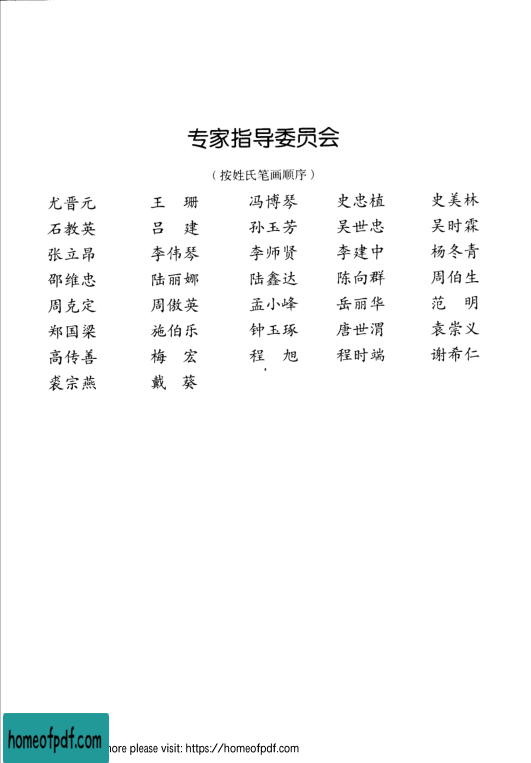 专家指导委员会
（按姓氏笔画顺序）
尤晋元 王 珊 冯博琴 史忠植 史美林
石教英 吕 建 孙玉芳 吴世忠 吴时霖
张立昂 李伟琴 李师贤 李建中 杨冬青
邵维忠 陆丽娜 陆鑫达 陈向群 周伯生
周克定 周傲英 孟小峰 岳丽华 范 明
郑国梁 施伯乐 钟玉琢 唐世渭 袁崇义
高传善 梅 宏 程 旭 程时端 谢希仁
裘宗燕 戴 葵
homeofpdf.com
more please visit: https://homeofpdf.com